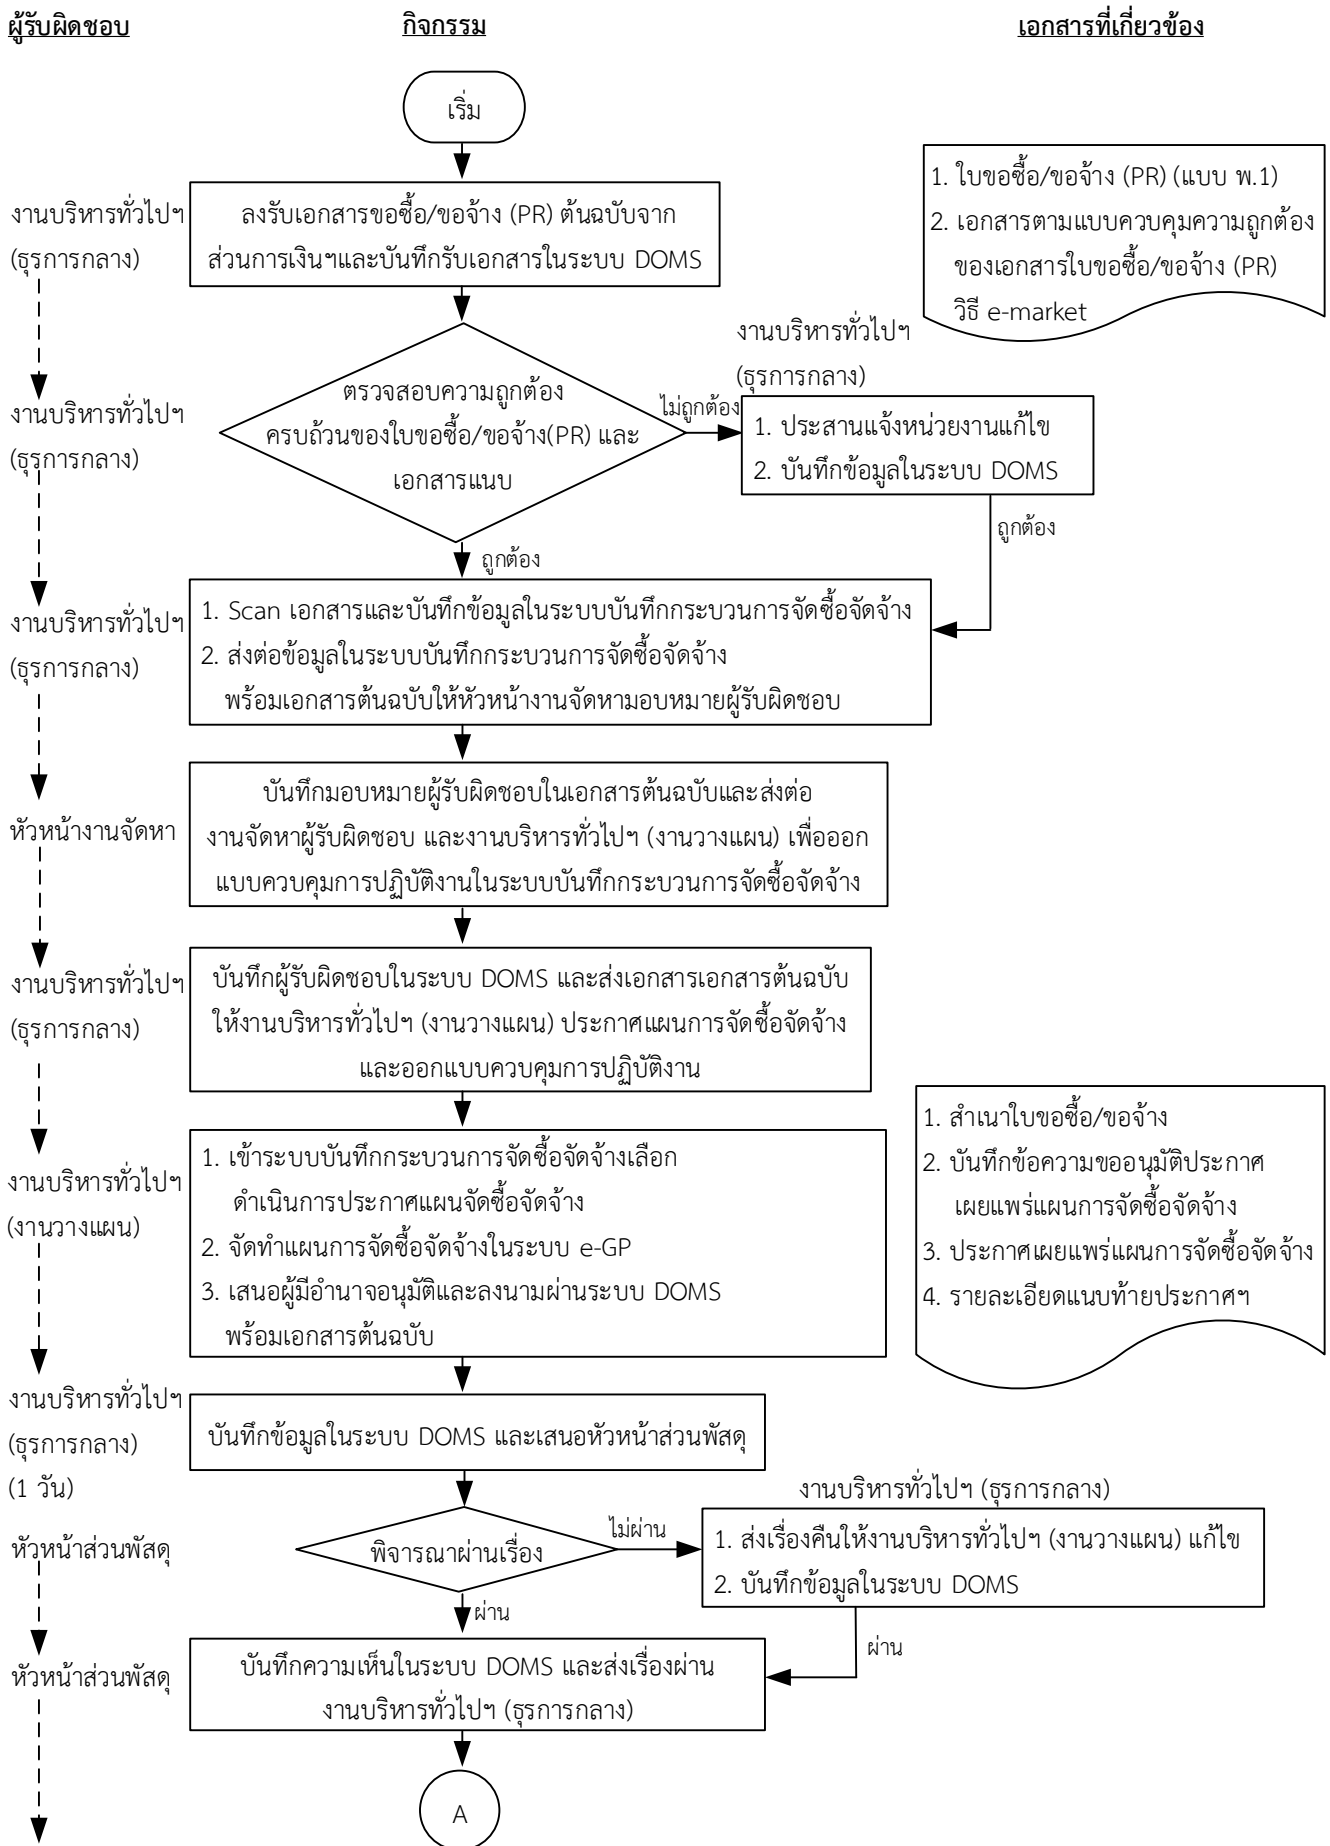 ผู้รับผิดชอบ
กิจกรรม
เอกสารที่เกี่ยวข้อง
เริ่ม
1. ใบขอซื้อ/ขอจ้าง (PR) (แบบ พ.1)
2. เอกสารตามแบบควบคุมความถูกต้อง
ของเอกสารใบขอซื้อ/ขอจ้าง (PR)
วิธี e-market
งานบริหารทั่วไปฯ
(ธุรการกลาง)
ลงรับเอกสารขอซื้อ/ขอจ้าง (PR) ต้นฉบับจาก
ส่วนการเงินฯและบันทึกรับเอกสารในระบบ DOMS
งานบริหารทั่วไปฯ
(ธุรการกลาง)
ตรวจสอบความถูกต้อง
ครบถ้วนของใบขอซื้อ/ขอจ้าง(PR) และ
เอกสารแนบ
ไม่ถูกต้อง
งานบริหารทั่วไปฯ
(ธุรการกลาง)
1. ประสานแจ้งหน่วยงานแก้ไข
2. บันทึกข้อมูลในระบบ DOMS
ถูกต้อง
ถูกต้อง
งานบริหารทั่วไปฯ
(ธุรการกลาง)
1. Scan เอกสารและบันทึกข้อมูลในระบบบันทึกกระบวนการจัดซื้อจัดจ้าง
2. ส่งต่อข้อมูลในระบบบันทึกกระบวนการจัดซื้อจัดจ้าง
พร้อมเอกสารต้นฉบับให้หัวหน้างานจัดหามอบหมายผู้รับผิดชอบ
หัวหน้างานจัดหา
บันทึกมอบหมายผู้รับผิดชอบในเอกสารต้นฉบับและส่งต่อ
งานจัดหาผู้รับผิดชอบ และงานบริหารทั่วไปฯ (งานวางแผน) เพื่อออก
แบบควบคุมการปฏิบัติงานในระบบบันทึกกระบวนการจัดซื้อจัดจ้าง
งานบริหารทั่วไปฯ
(ธุรการกลาง)
บันทึกผู้รับผิดชอบในระบบ DOMS และส่งเอกสารเอกสารต้นฉบับ
ให้งานบริหารทั่วไปฯ (งานวางแผน) ประกาศแผนการจัดซื้อจัดจ้าง
และออกแบบควบคุมการปฏิบัติงาน
งานบริหารทั่วไปฯ
(งานวางแผน)
1. เข้าระบบบันทึกกระบวนการจัดซื้อจัดจ้างเลือก
ดำเนินการประกาศแผนจัดซื้อจัดจ้าง
2. จัดทำแผนการจัดซื้อจัดจ้างในระบบ e-GP
3. เสนอผู้มีอำนาจอนุมัติและลงนามผ่านระบบ DOMS
พร้อมเอกสารต้นฉบับ
1. สำเนาใบขอซื้อ/ขอจ้าง
2. บันทึกข้อความขออนุมัติประกาศ
เผยแพร่แผนการจัดซื้อจัดจ้าง
3. ประกาศเผยแพร่แผนการจัดซื้อจัดจ้าง
4. รายละเอียดแนบท้ายประกาศฯ
งานบริหารทั่วไปฯ
(ธุรการกลาง)
(1 วัน)
บันทึกข้อมูลในระบบ DOMS และเสนอหัวหน้าส่วนพัสดุ
หัวหน้าส่วนพัสดุ
พิจารณาผ่านเรื่อง
ไม่ผ่าน
งานบริหารทั่วไปฯ (ธุรการกลาง)
1. ส่งเรื่องคืนให้งานบริหารทั่วไปฯ (งานวางแผน) แก้ไข
2. บันทึกข้อมูลในระบบ DOMS
ผ่าน
ผ่าน
หัวหน้าส่วนพัสดุ
บันทึกความเห็นในระบบ DOMS และส่งเรื่องผ่าน
งานบริหารทั่วไปฯ (ธุรการกลาง)
A